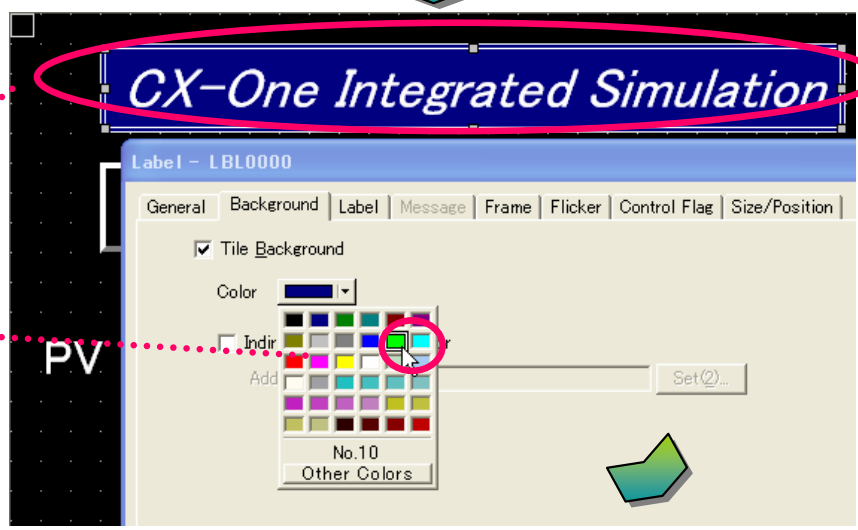 CX-One Integrated Simulation
Label - LBL0000
General Background Label Message Frame Flicker Control Flag Size/Position
Tile Background
Color
Indir r
PV
Add Set(2)...
No.10
Other Colors